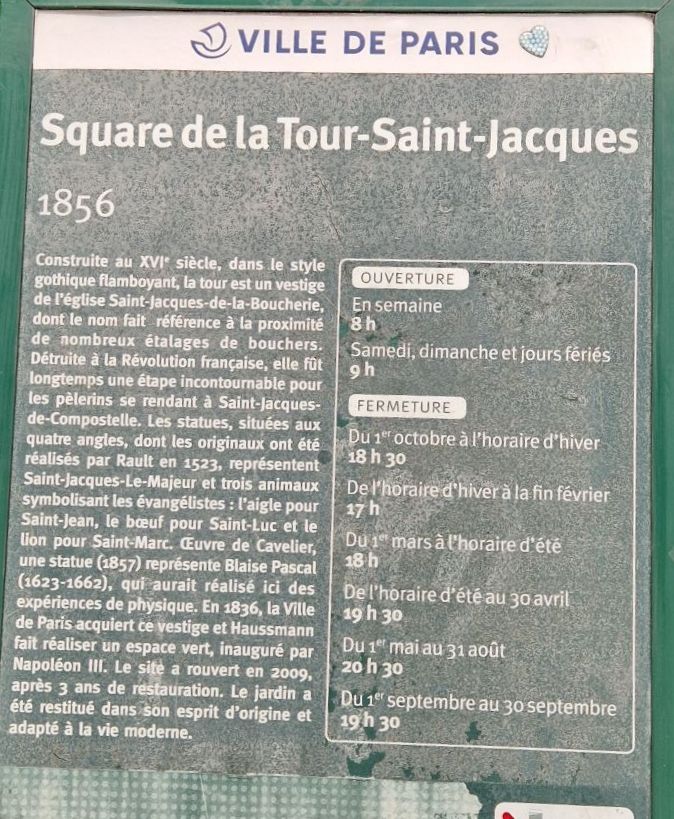 VILLE DE PARIS
Square de la Tour-Saint-Jacques
1856
Construite au XVIe siècle, dans le style
gothique flamboyant, la tour est un vestige
de l'église Saint-Jacques-de-la-Boucherie,
dont le nom fait référence à la proximité
de nombreux étalages de bouchers.
Détruite à la Révolution française, elle fût
longtemps une étape incontournable pour
les pèlerins se rendant à Saint-Jacques-
de-Compostelle. Les statues, situées aux
quatre angles, dont les originaux ont été
réalisés par Rault en 1523, représentent
Saint-Jacques-Le-Majeur et trois animaux
symbolisant les évangélistes : l'aigle pour
Saint-Jean, le bœuf pour Saint-Luc et le
lion pour Saint-Marc. Œuvre de Cavelier,
une statue (1857) représente Blaise Pascal
(1623-1662), qui aurait réalisé ici des
expériences de physique. En 1836, la Ville
de Paris acquiert ce vestige et Haussmann
fait réaliser un espace vert, inauguré par
Napoléon III. Le site a rouvert en 2009,
après 3 ans de restauration. Le jardin a
été restitué dans son esprit d'origine et
adapté à la vie moderne.
OUVERTURE
En semaine
8 h
Samedi, dimanche et jours fériés
9 h
FERMETURE
Du 1er octobre à l'horaire d'hiver
18 h 30
De l'horaire d'hiver à la fin février
17 h
Du 1er mars à l'horaire d'été
18 h
De l'horaire d'été au 30 avril
19 h 30
Du 1er mai au 31 août
20 h 30
Du 1er septembre au 30 septembre
19 h 30